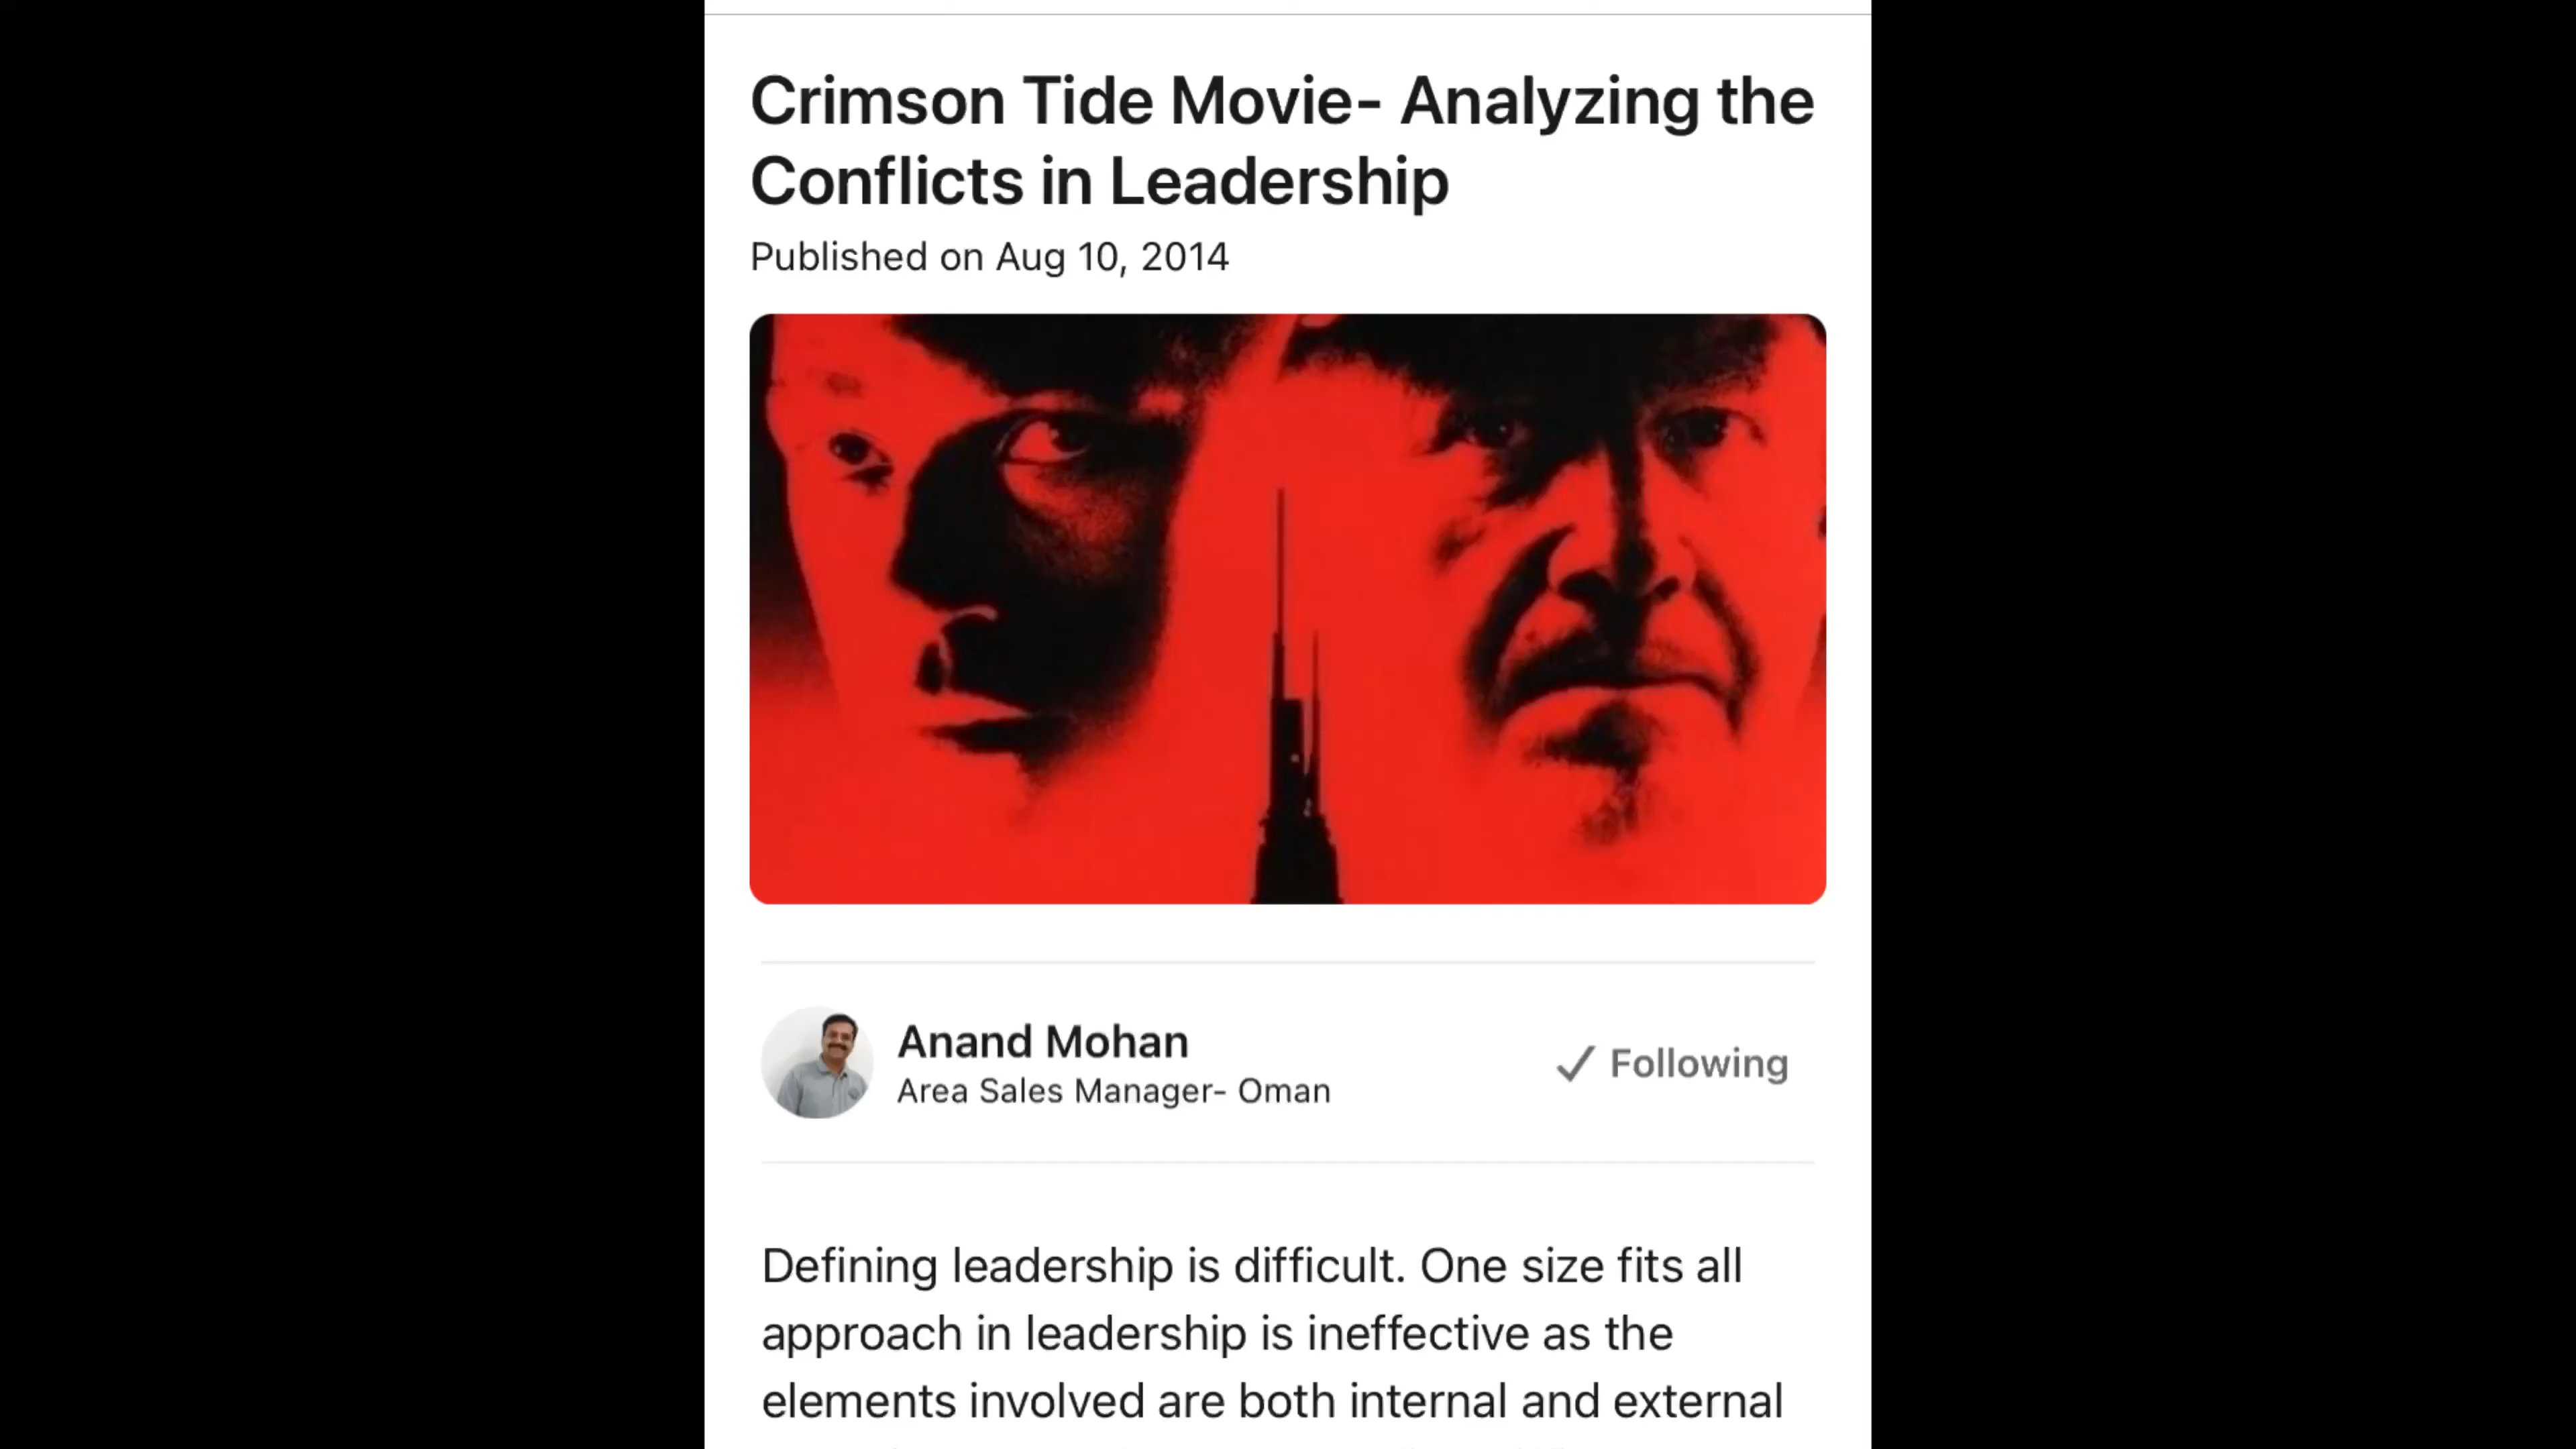 Crimson Tide Movie- Analyzing the
Conflicts in Leadership
Published on Aug 10, 2014
Anand Mohan
Area Sales Manager- Oman
Following
Defining leadership is difficult. One size fits all
approach in leadership is ineffective as the
elements involved are both internal and external